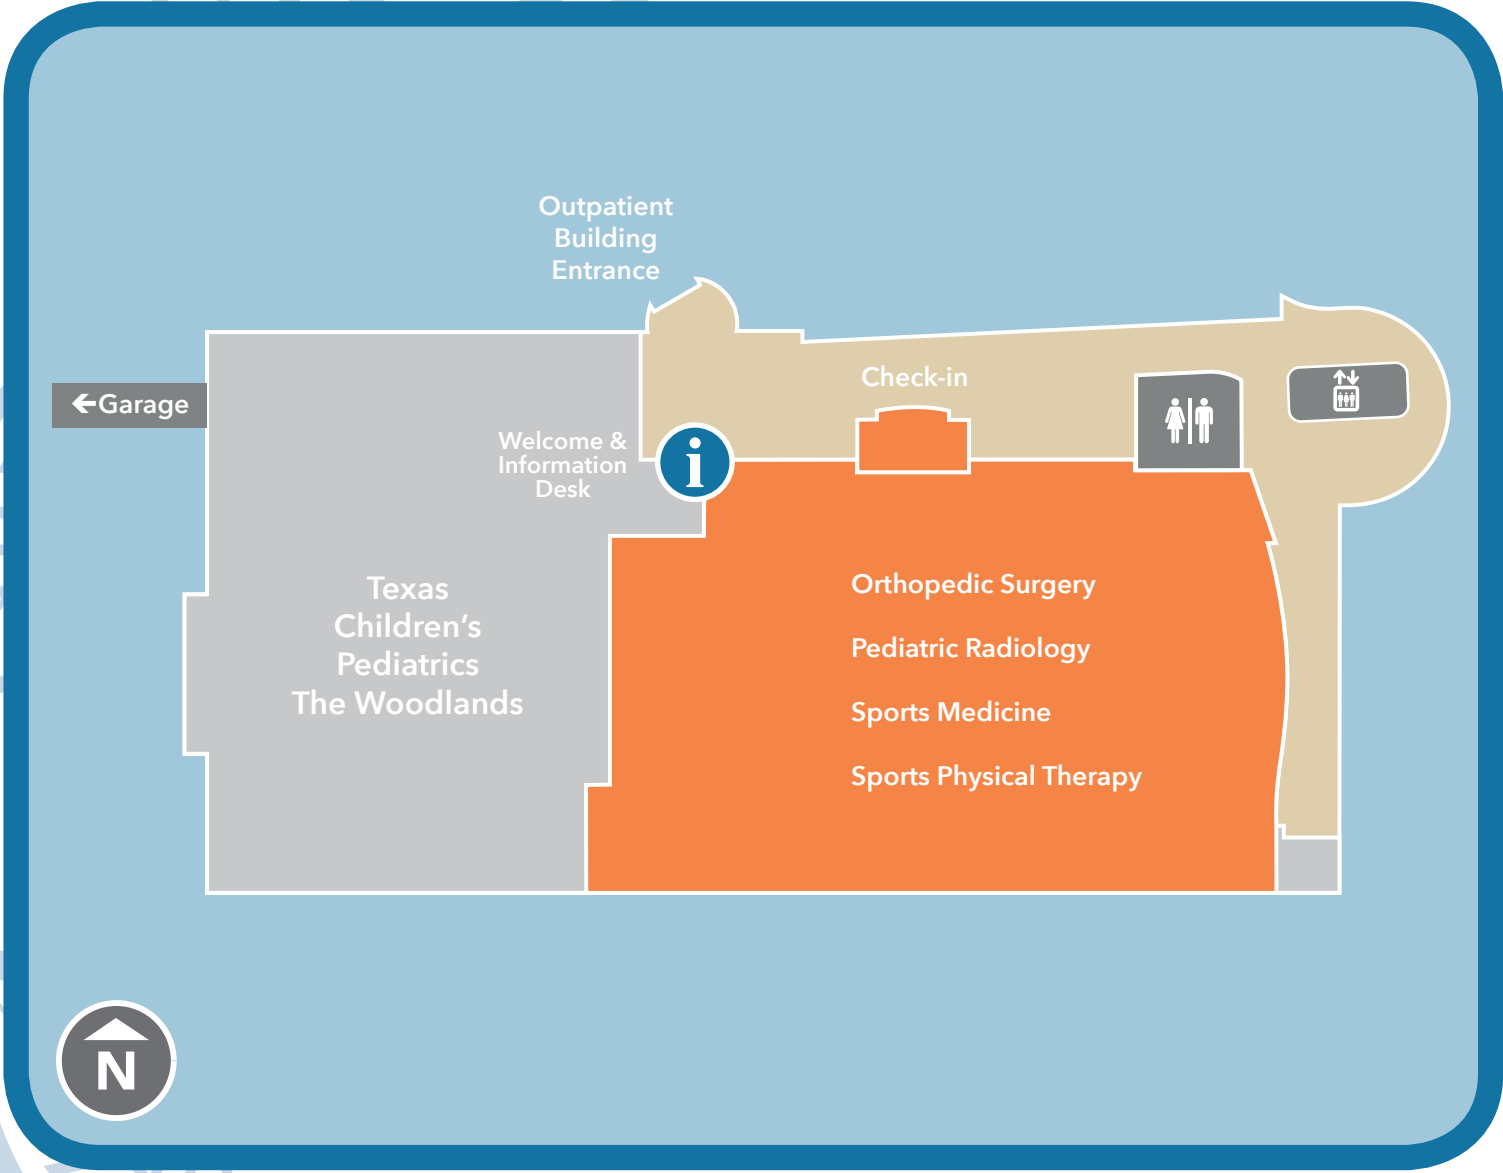 Outpatient
Building
Entrance
Check-in
←Garage
Welcome &
Information
Desk
i
Texas
Children’s
Pediatrics
The Woodlands
Orthopedic Surgery
Pediatric Radiology
Sports Medicine
Sports Physical Therapy
N